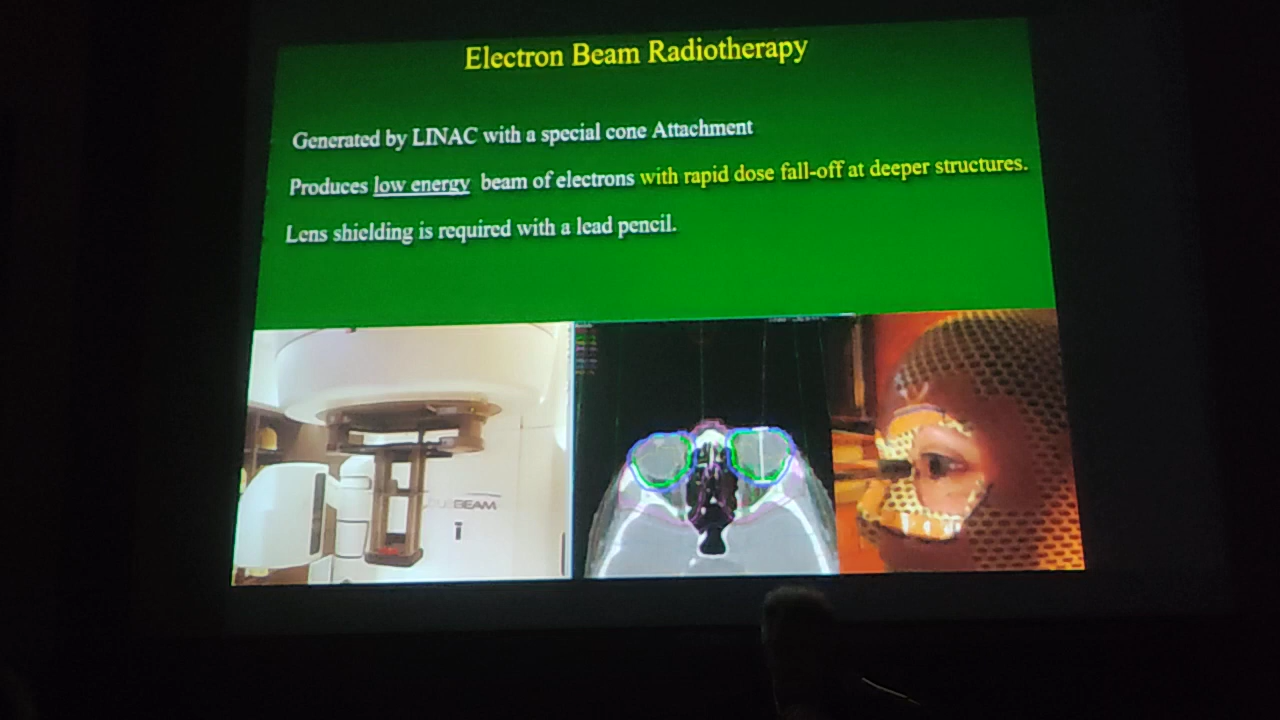 Electron Beam Radiotherapy
Generated by LINAC with a special cone Attachment
Produces low energy beam of electrons with rapid dose fall-off at deeper structures.
Lens shielding is required with a lead pencil.
BEAM